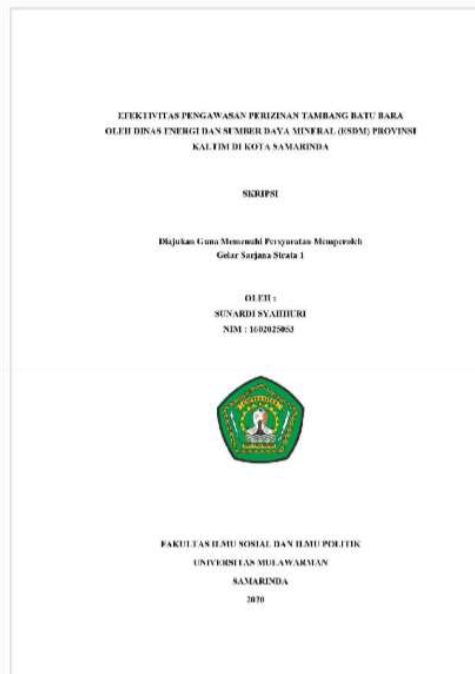 EFEKTIVITAS PENGAWASAN PERIZINAN TAMBANG BATU BARA
OLEH DINAS ENERGI DAN SUMBER DAYA MINERAL (ESDM) PROVINSI
KALTIM DI KOTA SAMARINDA
SKRIPSI
Diajukan Guna Memenuhi Persyaratan Memperoleh
Gelar Sarjana Strata 1
OLEH :
SUNARDI
NIM : 1602025053
FAKULTAS ILMU SOSIAL DAN ILMU POLITIK
UNIVERSITAS MULAWARMAN
SAMARINDA
2020